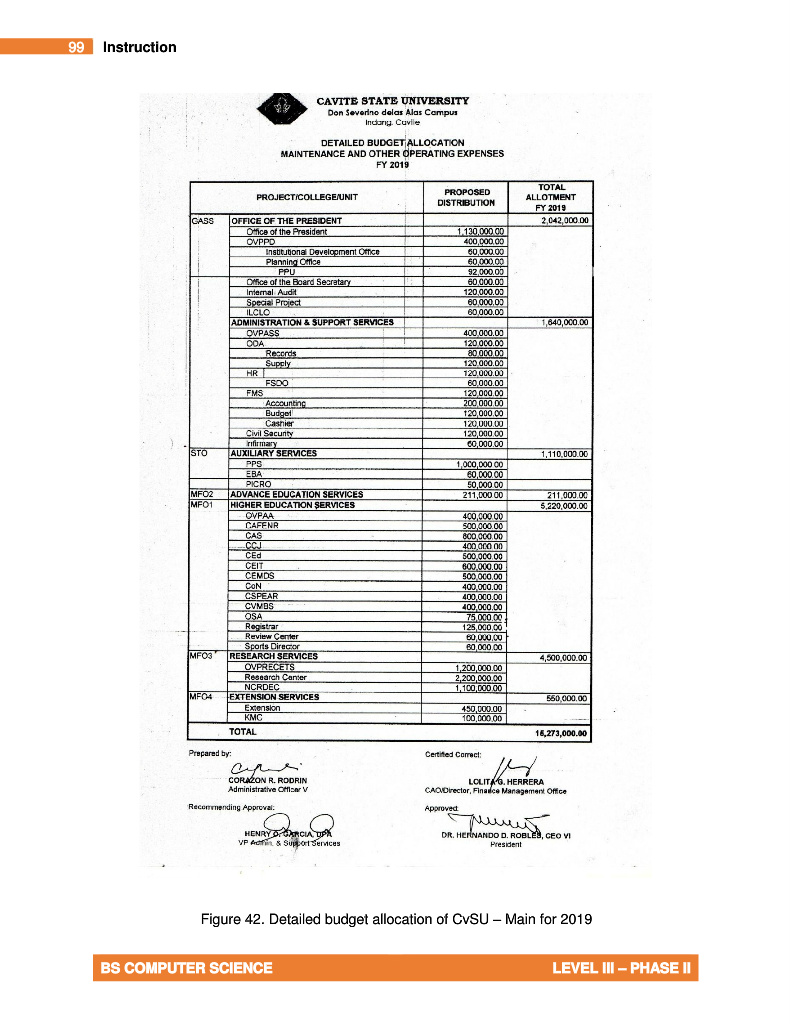 99 Instruction
CAVITE STATE UNIVERSITY
Don Severino delas Alas Campus
Indang, Cavite
DETAILED BUDGET ALLOCATION
MAINTENANCE AND OTHER OPERATING EXPENSES
FY 2019
PROJECT/COLLEGE/UNIT PROPOSED DISTRIBUTION TOTAL ALLOTMENT FY 2019
GASS OFFICE OF THE PRESIDENT 2,042,000.00
Office of the President 1,130,000.00
OVPPD 400,000.00
Institutional Development Office 60,000.00
Planning Office 60,000.00
PPU 92,000.00
Office of the Board Secretary 60,000.00
Internal Audit 120,000.00
Special Project 60,000.00
ILCLO 60,000.00
ADMINISTRATION & SUPPORT SERVICES 1,640,000.00
OVPASS 400,000.00
ODA 120,000.00
Records 80,000.00
Supply 120,000.00
HR 120,000.00
FSDO 60,000.00
FMS 120,000.00
Accounting 200,000.00
Budget 120,000.00
Cashier 120,000.00
Civil Security 120,000.00
Infirmary 60,000.00
STO AUXILIARY SERVICES 1,110,000.00
PPS 1,000,000.00
EBA 60,000.00
PICRO 50,000.00
MFO2 ADVANCE EDUCATION SERVICES 211,000.00 211,000.00
MFO1 HIGHER EDUCATION SERVICES 5,220,000.00
OVPAA 400,000.00
CAFENR 500,000.00
CAS 800,000.00
CCJ 400,000.00
CEd 500,000.00
CEIT 600,000.00
CEMDS 500,000.00
CoN 400,000.00
CSPEAR 400,000.00
CVMBS 400,000.00
OSA 75,000.00
Registrar 125,000.00
Review Center 60,000.00
Sports Director 60,000.00
MFO3 RESEARCH SERVICES 4,500,000.00
OVPRECETS 1,200,000.00
Research Center 2,200,000.00
NCRDEC 1,100,000.00
MFO4 EXTENSION SERVICES 550,000.00
Extension 450,000.00
KMC 100,000.00
TOTAL 15,273,000.00
Prepared by: Certified Correct:
CORAZON R. RODRIN LOLITA G. HERRERA
Administrative Officer V CAO/Director, Finance Management Office
Recommending Approval: Approved:
HENRY O. GARCIA, DPA DR. HERNANDO D. ROBLES, CEO VI
VP Admin. & Support Services President
Figure 42. Detailed budget allocation of CvSU – Main for 2019
BS COMPUTER SCIENCE LEVEL III – PHASE II